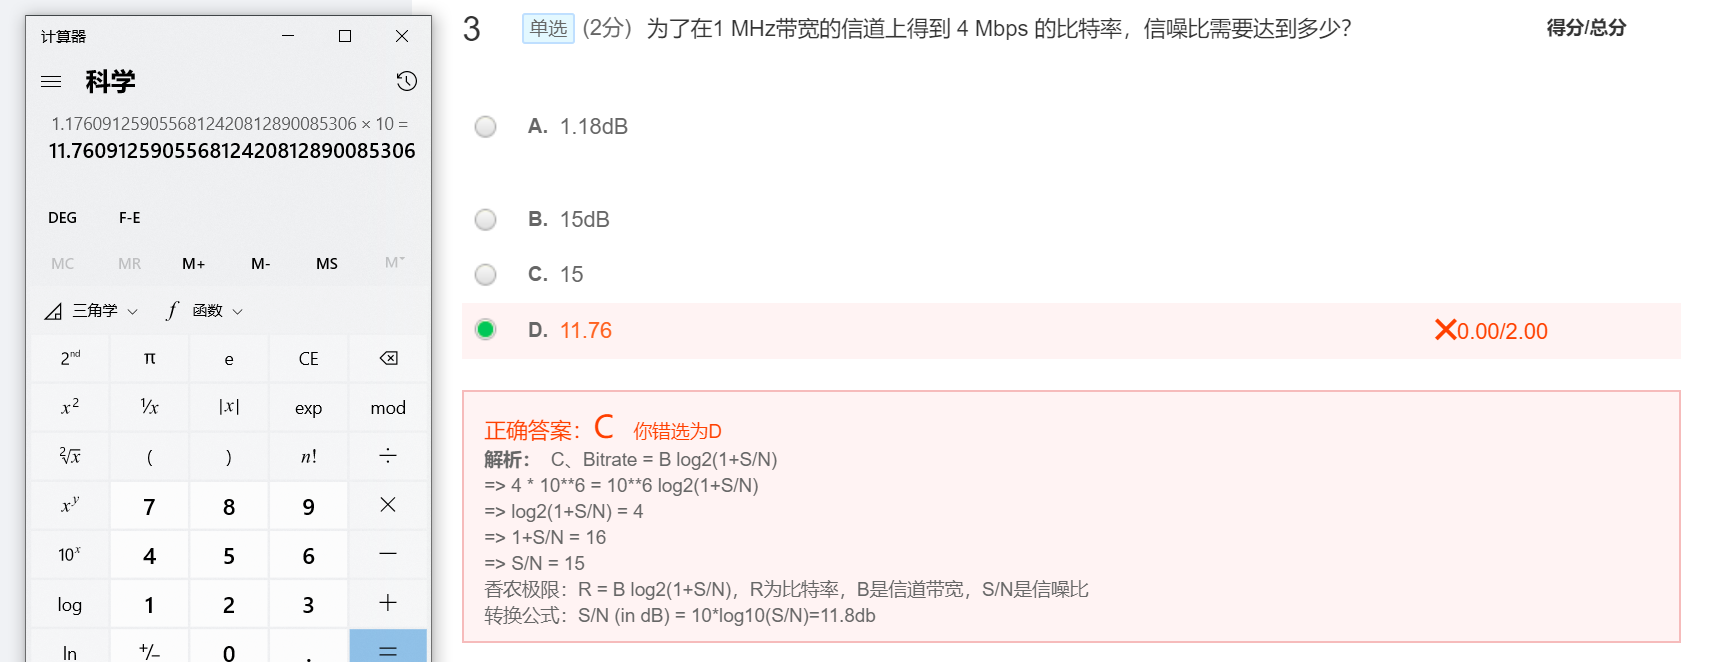 计算器
科学
1.1760912590556812420812890085306 × 10 =
11.760912590556812420812890085306
DEG F-E
MC MR M+ M- MS M˅
三角学 f 函数
2ⁿᵈ π e CE
x² ¹⁄x |x| exp mod
²√x ( ) n! ÷
xʸ 7 8 9 ×
10ˣ 4 5 6 −
log 1 2 3 +
ln +/− 0 . =
3 单选 (2分) 为了在1 MHz带宽的信道上得到 4 Mbps 的比特率，信噪比需要达到多少？ 得分/总分
A. 1.18dB
B. 15dB
C. 15
D. 11.76 ✕0.00/2.00
正确答案：C 你错选为D
解析： C、Bitrate = B log2(1+S/N)
=> 4 * 10**6 = 10**6 log2(1+S/N)
=> log2(1+S/N) = 4
=> 1+S/N = 16
=> S/N = 15
香农极限：R = B log2(1+S/N)，R为比特率，B是信道带宽，S/N是信噪比
转换公式：S/N (in dB) = 10*log10(S/N)=11.8db